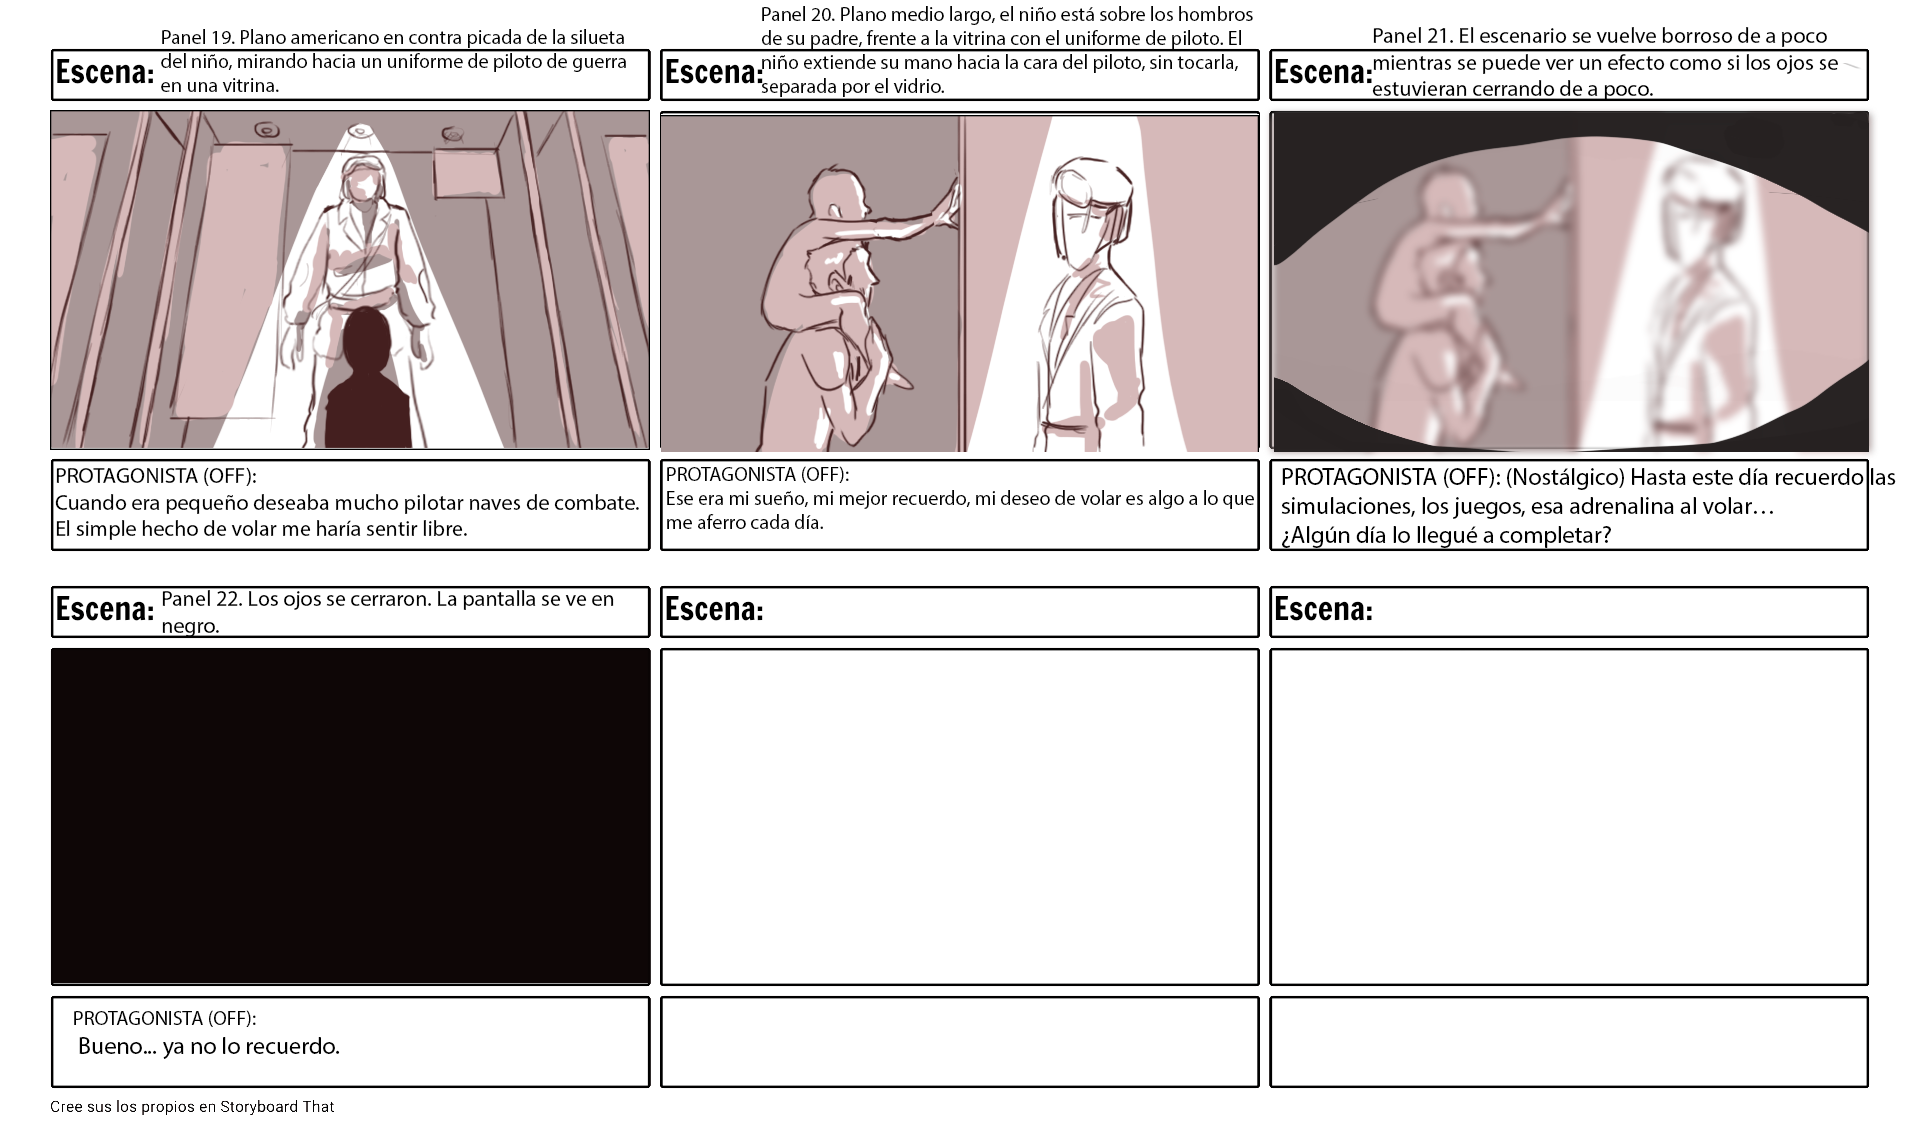 Escena:
Panel 19. Plano americano en contra picada de la silueta
del niño, mirando hacia un uniforme de piloto de guerra
en una vitrina.
PROTAGONISTA (OFF):
Cuando era pequeño deseaba mucho pilotar naves de combate.
El simple hecho de volar me haría sentir libre.
Escena:
Panel 20. Plano medio largo, el niño está sobre los hombros
de su padre, frente a la vitrina con el uniforme de piloto. El
niño extiende su mano hacia la cara del piloto, sin tocarla,
separada por el vidrio.
PROTAGONISTA (OFF):
Ese era mi sueño, mi mejor recuerdo, mi deseo de volar es algo a lo que
me aferro cada día.
Escena:
Panel 21. El escenario se vuelve borroso de a poco
mientras se puede ver un efecto como si los ojos se
estuvieran cerrando de a poco.
PROTAGONISTA (OFF): (Nostálgico) Hasta este día recuerdo las
simulaciones, los juegos, esa adrenalina al volar…
¿Algún día lo llegué a completar?
Escena:
Panel 22. Los ojos se cerraron. La pantalla se ve en
negro.
PROTAGONISTA (OFF):
Bueno... ya no lo recuerdo.
Escena:
Escena:
Cree sus los propios en Storyboard That